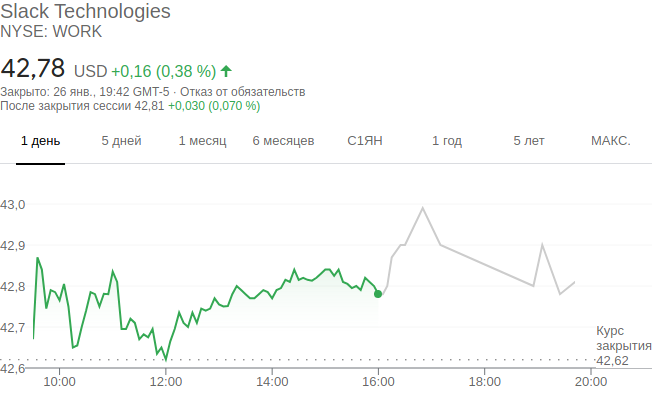 Slack Technologies
NYSE: WORK
42,78 USD +0,16 (0,38 %)
Закрыто: 26 янв., 19:42 GMT-5 · Отказ от обязательств
После закрытия сессии 42,81 +0,030 (0,070 %)
1 день 5 дней 1 месяц 6 месяцев С1ЯН 1 год 5 лет МАКС.
43,0
42,9
42,8
42,7
Курс
закрытия
42,62
42,6
10:00 12:00 14:00 16:00 18:00 20:00